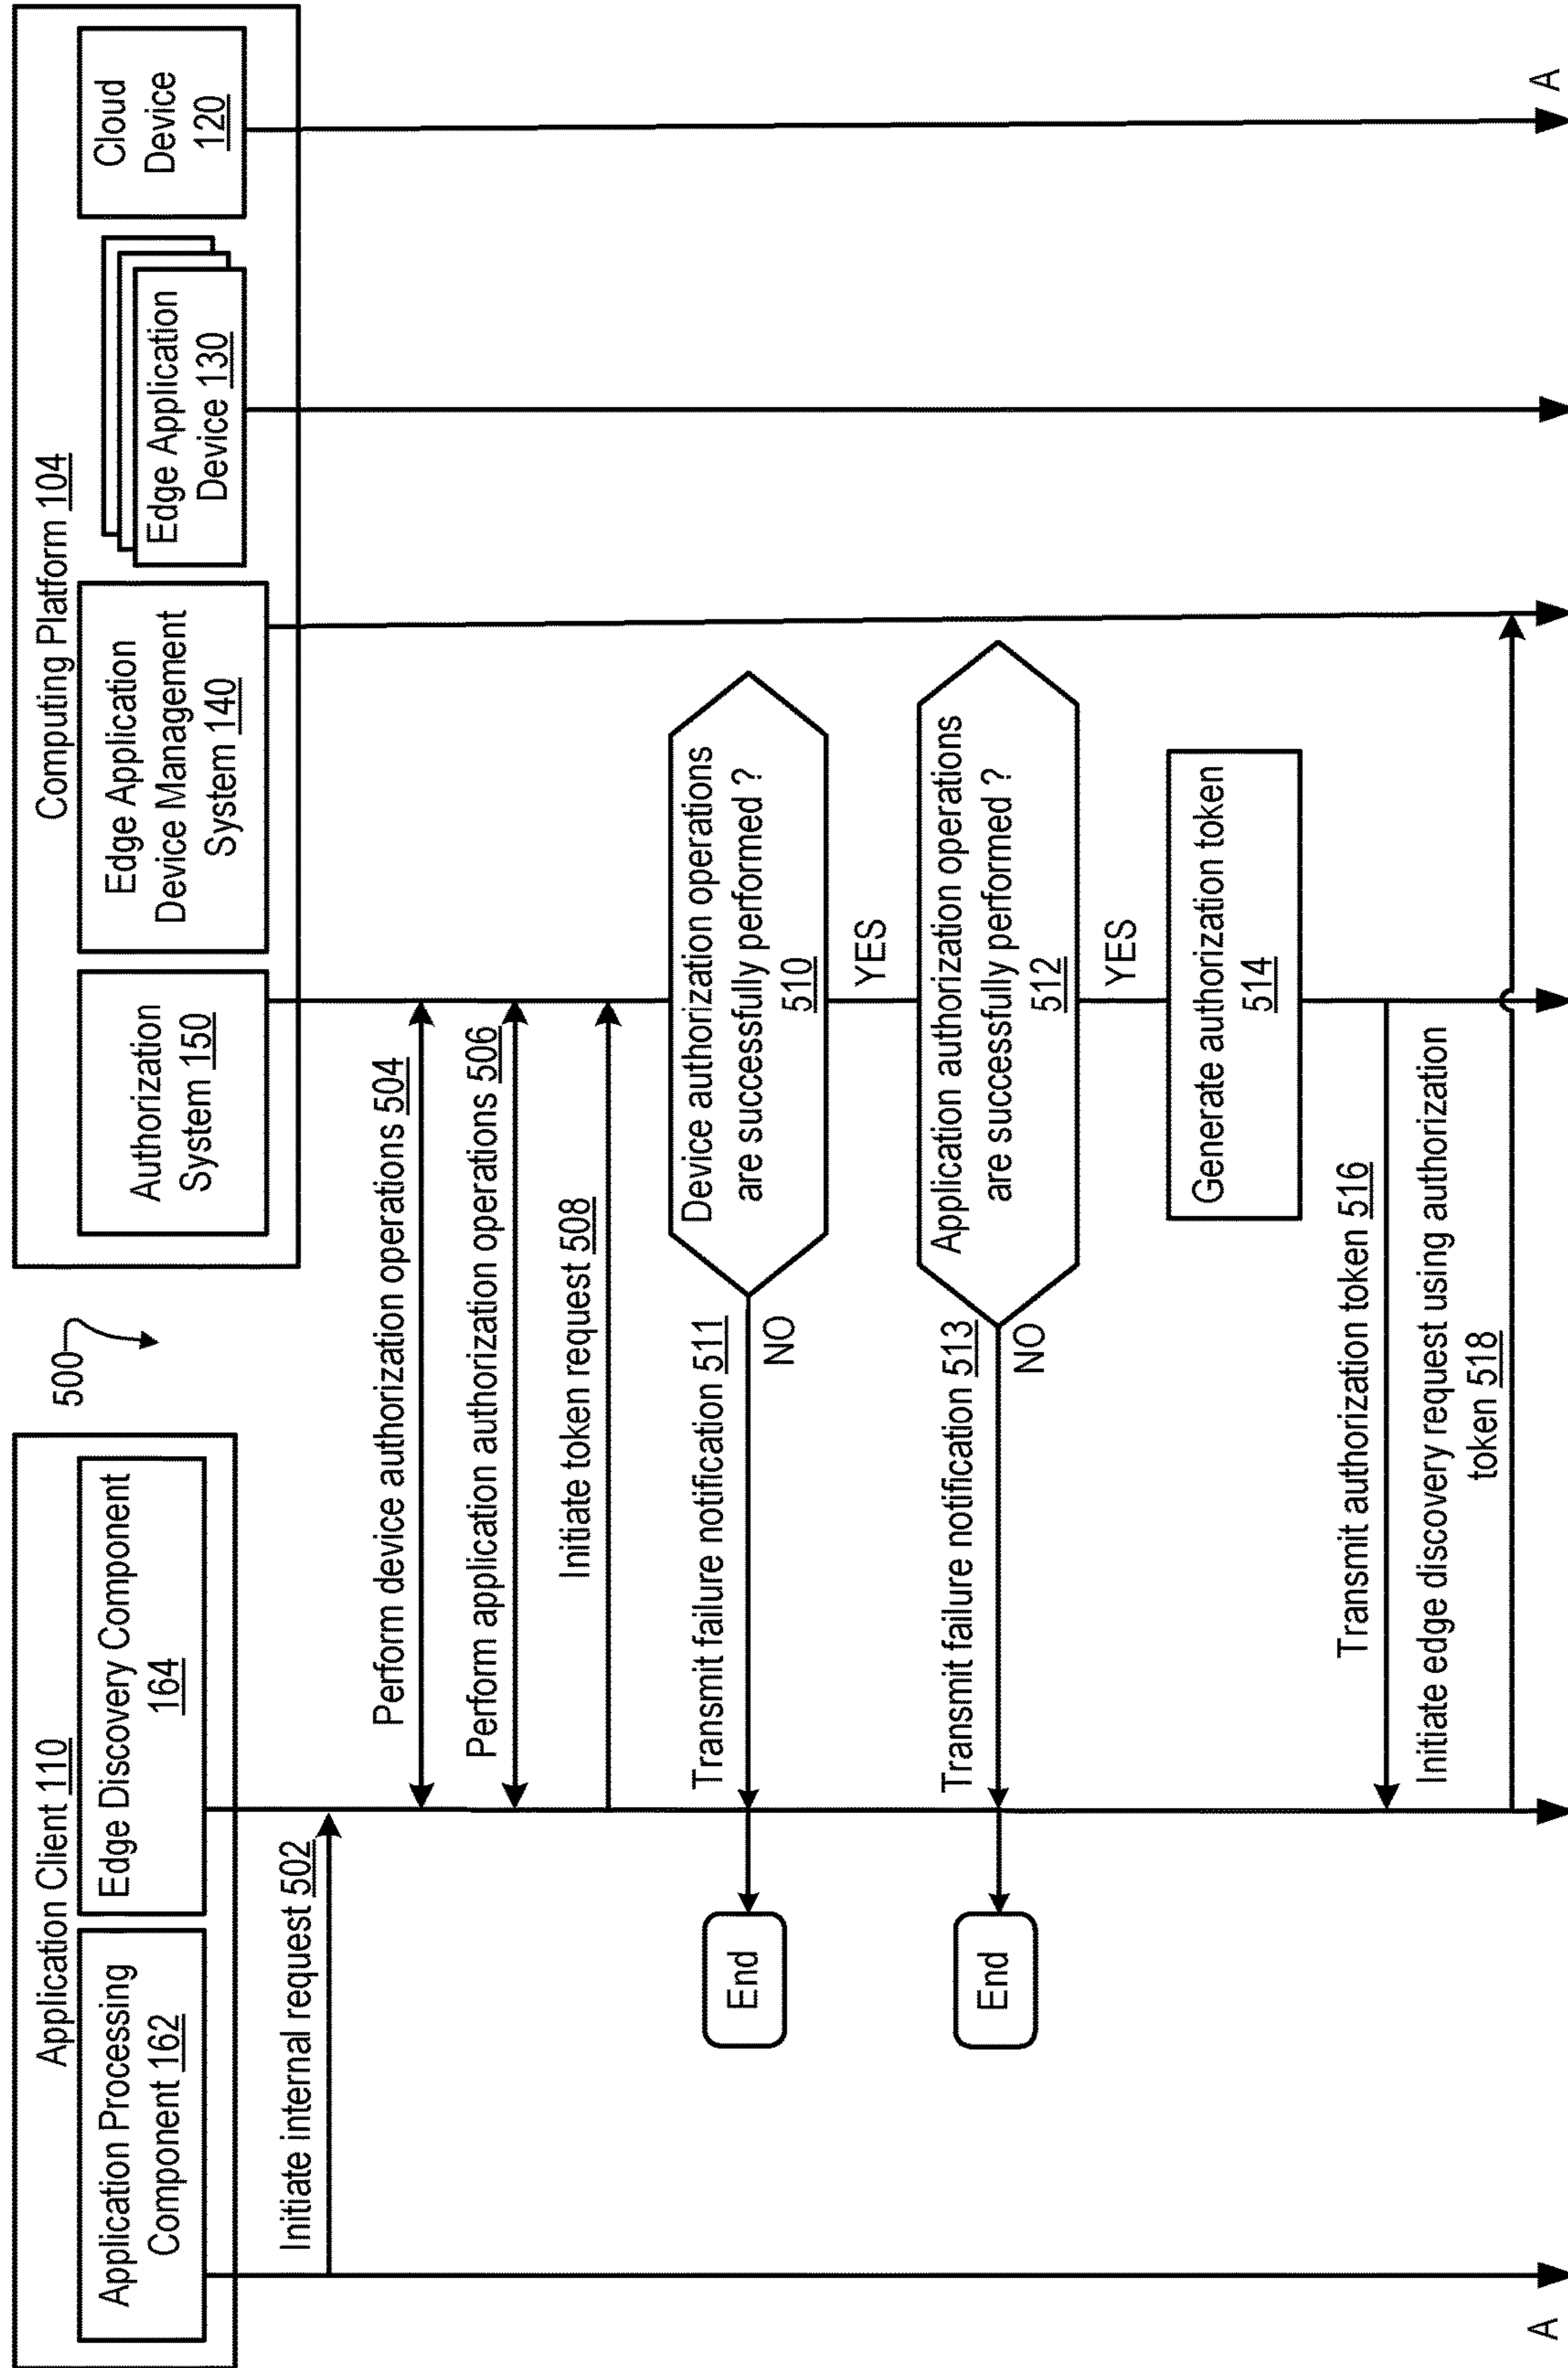 500
Application Client 110
Application Processing
Component 162
Edge Discovery Component
164
Computing Platform 104
Authorization
System 150
Edge Application
Device Management
System 140
Edge Application
Device 130
Cloud
Device
120
Initiate internal request 502
Perform device authorization operations 504
Perform application authorization operations 506
Initiate token request 508
Device authorization operations
are successfully performed ?
510
Transmit failure notification 511
NO
End
YES
Application authorization operations
are successfully performed ?
512
Transmit failure notification 513
NO
End
YES
Generate authorization token
514
Transmit authorization token 516
Initiate edge discovery request using authorization
token 518
A
A